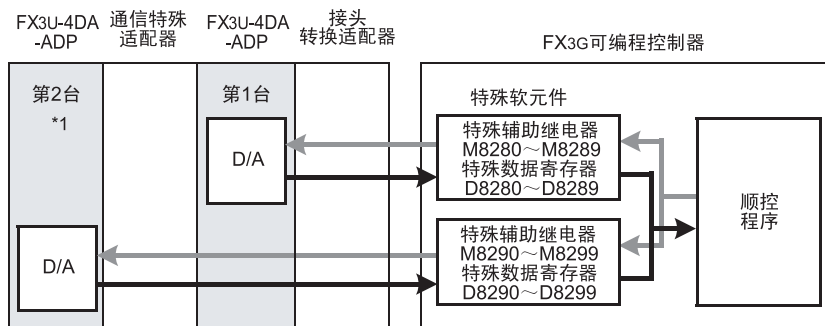 FX3U-4DA
-ADP
通信特殊
适配器
FX3U-4DA
-ADP
接头
转换适配器
FX3G可编程控制器
第2台
*1
第1台
特殊软元件
D/A
特殊辅助继电器
M8280～M8289
特殊数据寄存器
D8280～D8289
顺控
程序
D/A
特殊辅助继电器
M8290～M8299
特殊数据寄存器
D8290～D8299